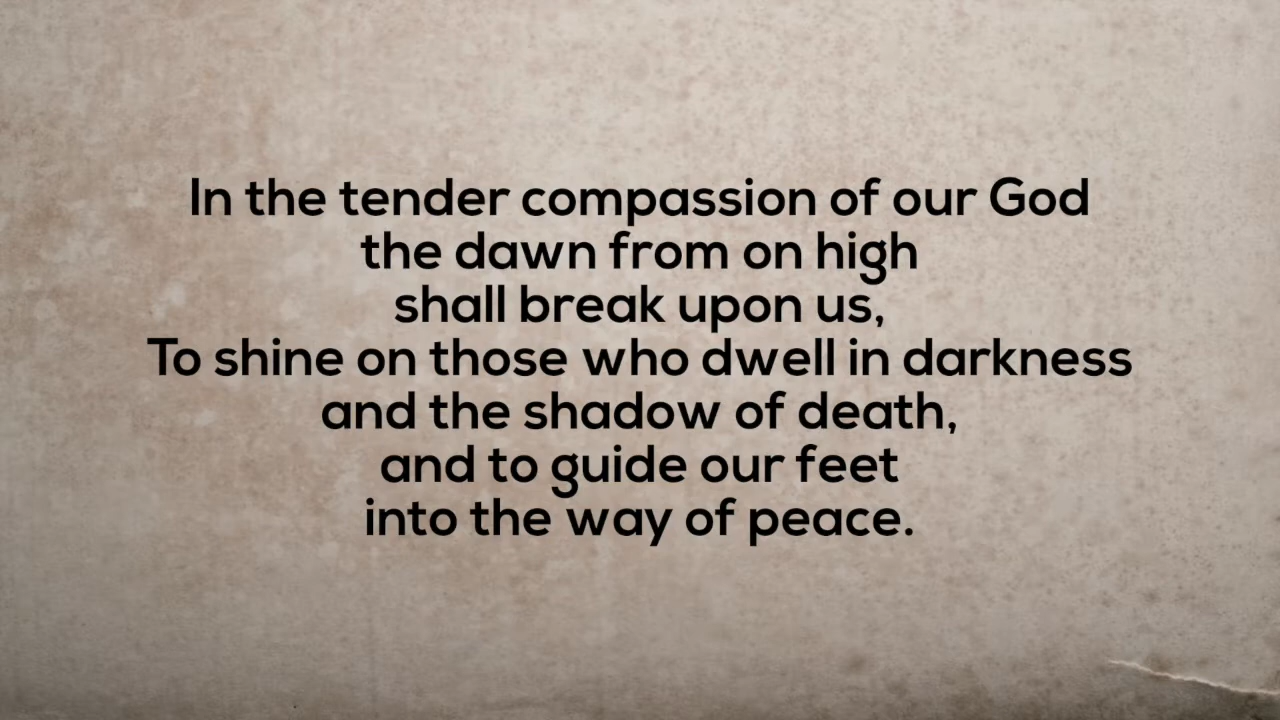 In the tender compassion of our God
the dawn from on high
shall break upon us,
To shine on those who dwell in darkness
and the shadow of death,
and to guide our feet
into the way of peace.